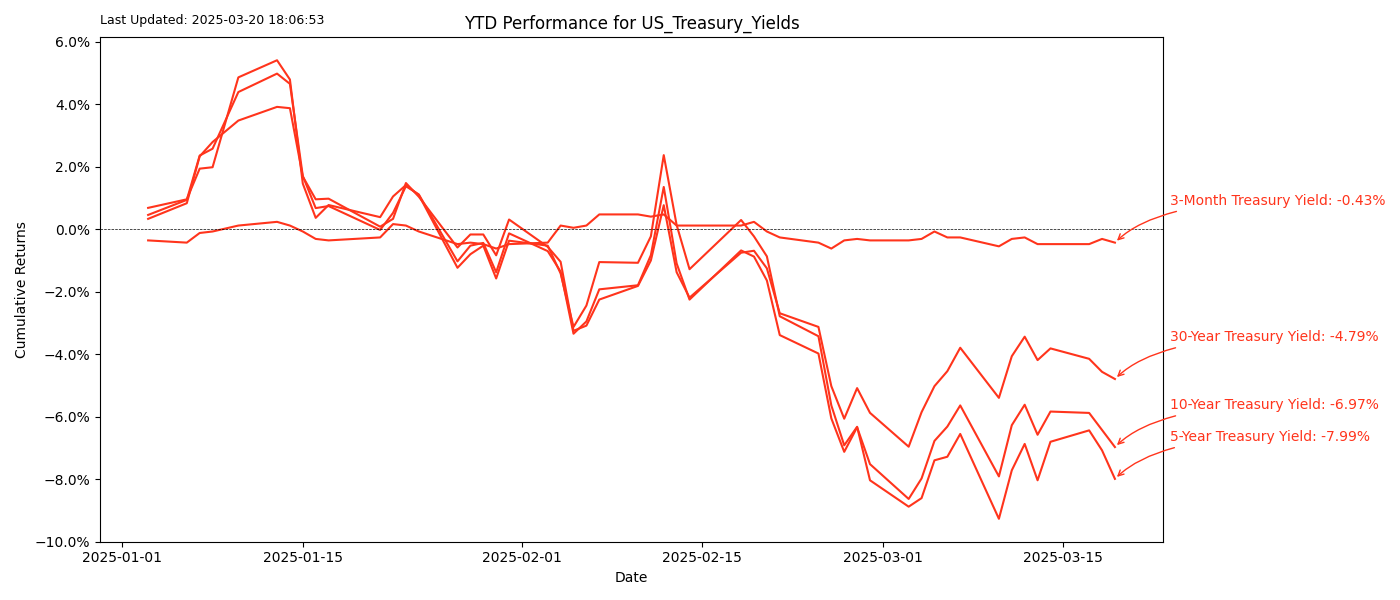 Last Updated: 2025-03-20 18:06:53
YTD Performance for US_Treasury_Yields
6.0%
4.0%
2.0%
0.0%
−2.0%
−4.0%
−6.0%
−8.0%
−10.0%
Cumulative Returns
3-Month Treasury Yield: -0.43%
30-Year Treasury Yield: -4.79%
10-Year Treasury Yield: -6.97%
5-Year Treasury Yield: -7.99%
2025-01-01
2025-01-15
2025-02-01
2025-02-15
2025-03-01
2025-03-15
Date